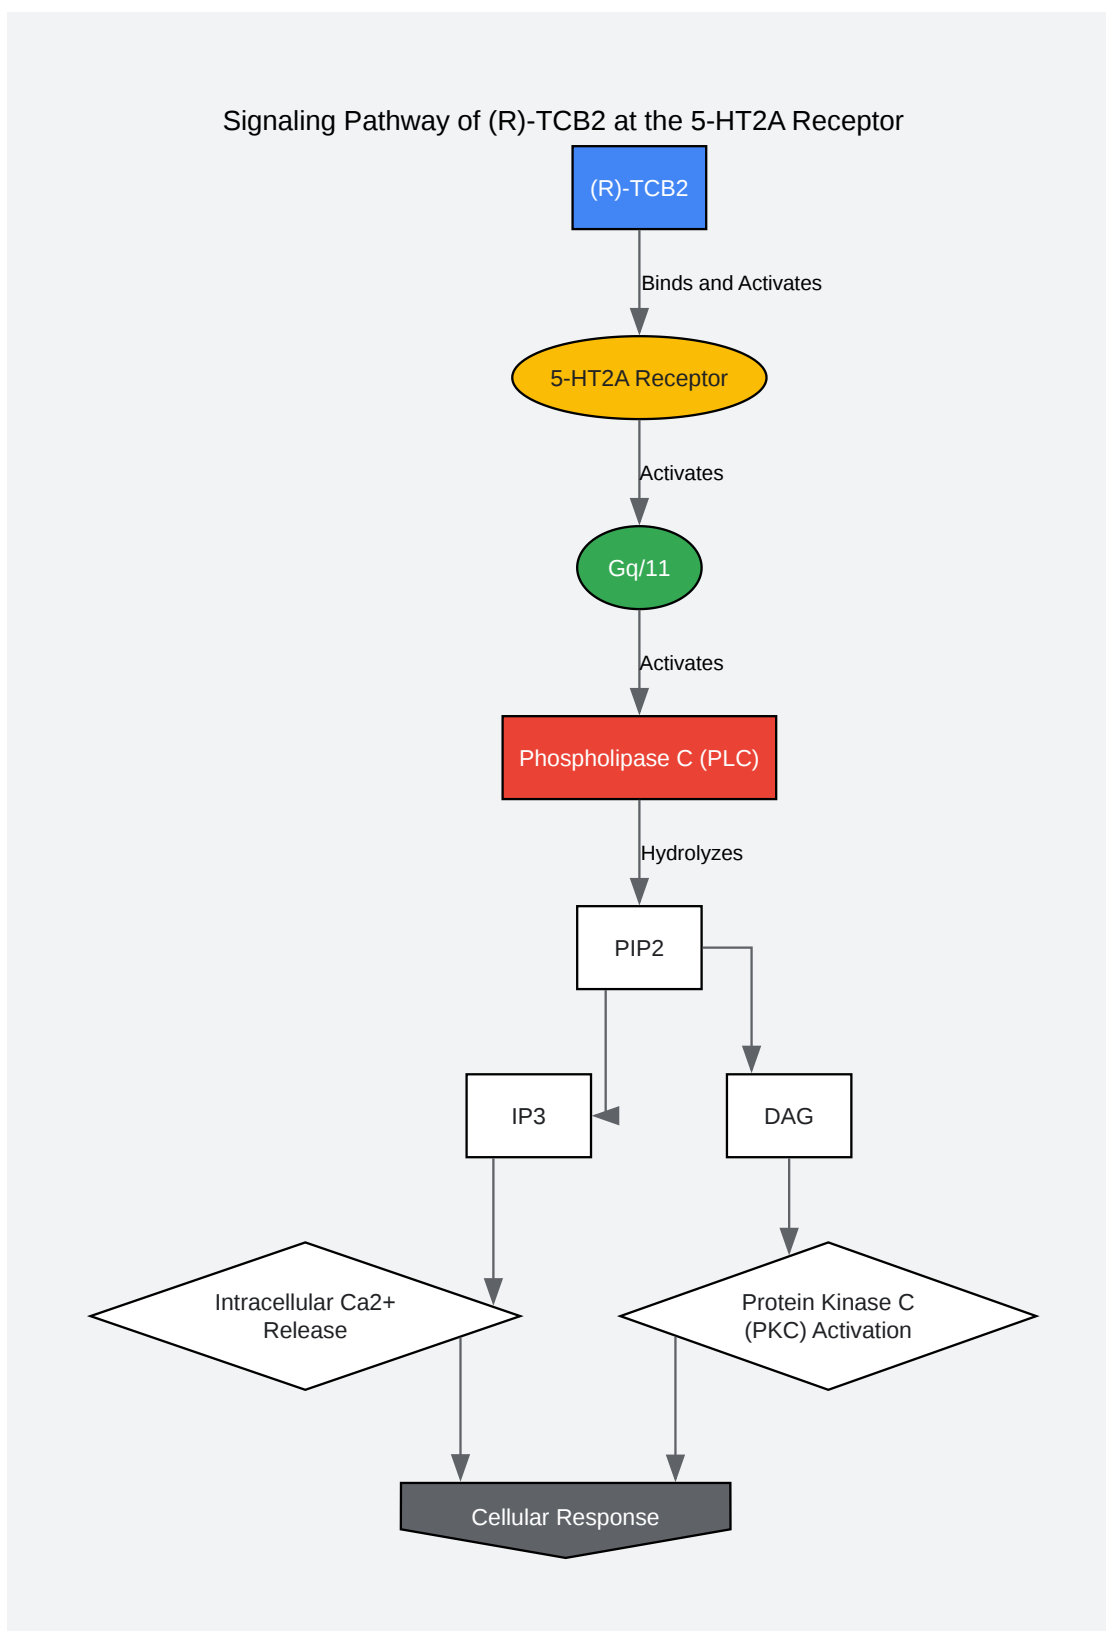 Signaling Pathway of (R)-TCB2 at the 5-HT2A Receptor
(R)-TCB2
Binds and Activates
5-HT2A Receptor
Activates
Gq/11
Activates
Phospholipase C (PLC)
Hydrolyzes
PIP2
IP3
DAG
Intracellular Ca2+
Release
Protein Kinase C
(PKC) Activation
Cellular Response